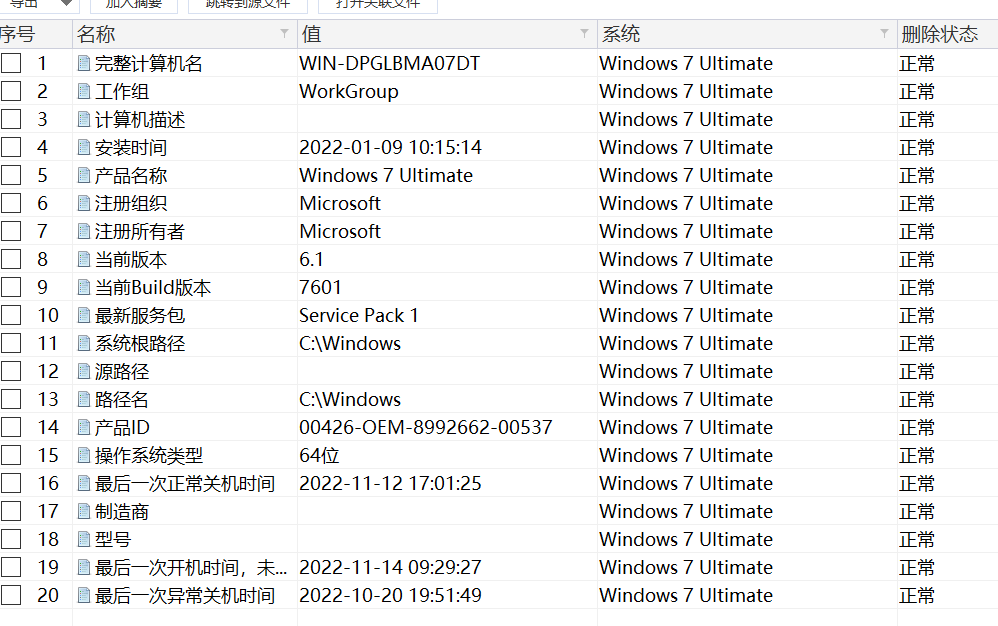 导出 加入摘要 跳转到源文件 打开关联文件
序号 名称 值 系统 删除状态
1 完整计算机名 WIN-DPGLBMA07DT Windows 7 Ultimate 正常
2 工作组 WorkGroup Windows 7 Ultimate 正常
3 计算机描述 Windows 7 Ultimate 正常
4 安装时间 2022-01-09 10:15:14 Windows 7 Ultimate 正常
5 产品名称 Windows 7 Ultimate Windows 7 Ultimate 正常
6 注册组织 Microsoft Windows 7 Ultimate 正常
7 注册所有者 Microsoft Windows 7 Ultimate 正常
8 当前版本 6.1 Windows 7 Ultimate 正常
9 当前Build版本 7601 Windows 7 Ultimate 正常
10 最新服务包 Service Pack 1 Windows 7 Ultimate 正常
11 系统根路径 C:\Windows Windows 7 Ultimate 正常
12 源路径 Windows 7 Ultimate 正常
13 路径名 C:\Windows Windows 7 Ultimate 正常
14 产品ID 00426-OEM-8992662-00537 Windows 7 Ultimate 正常
15 操作系统类型 64位 Windows 7 Ultimate 正常
16 最后一次正常关机时间 2022-11-12 17:01:25 Windows 7 Ultimate 正常
17 制造商 Windows 7 Ultimate 正常
18 型号 Windows 7 Ultimate 正常
19 最后一次开机时间，未... 2022-11-14 09:29:27 Windows 7 Ultimate 正常
20 最后一次异常关机时间 2022-10-20 19:51:49 Windows 7 Ultimate 正常